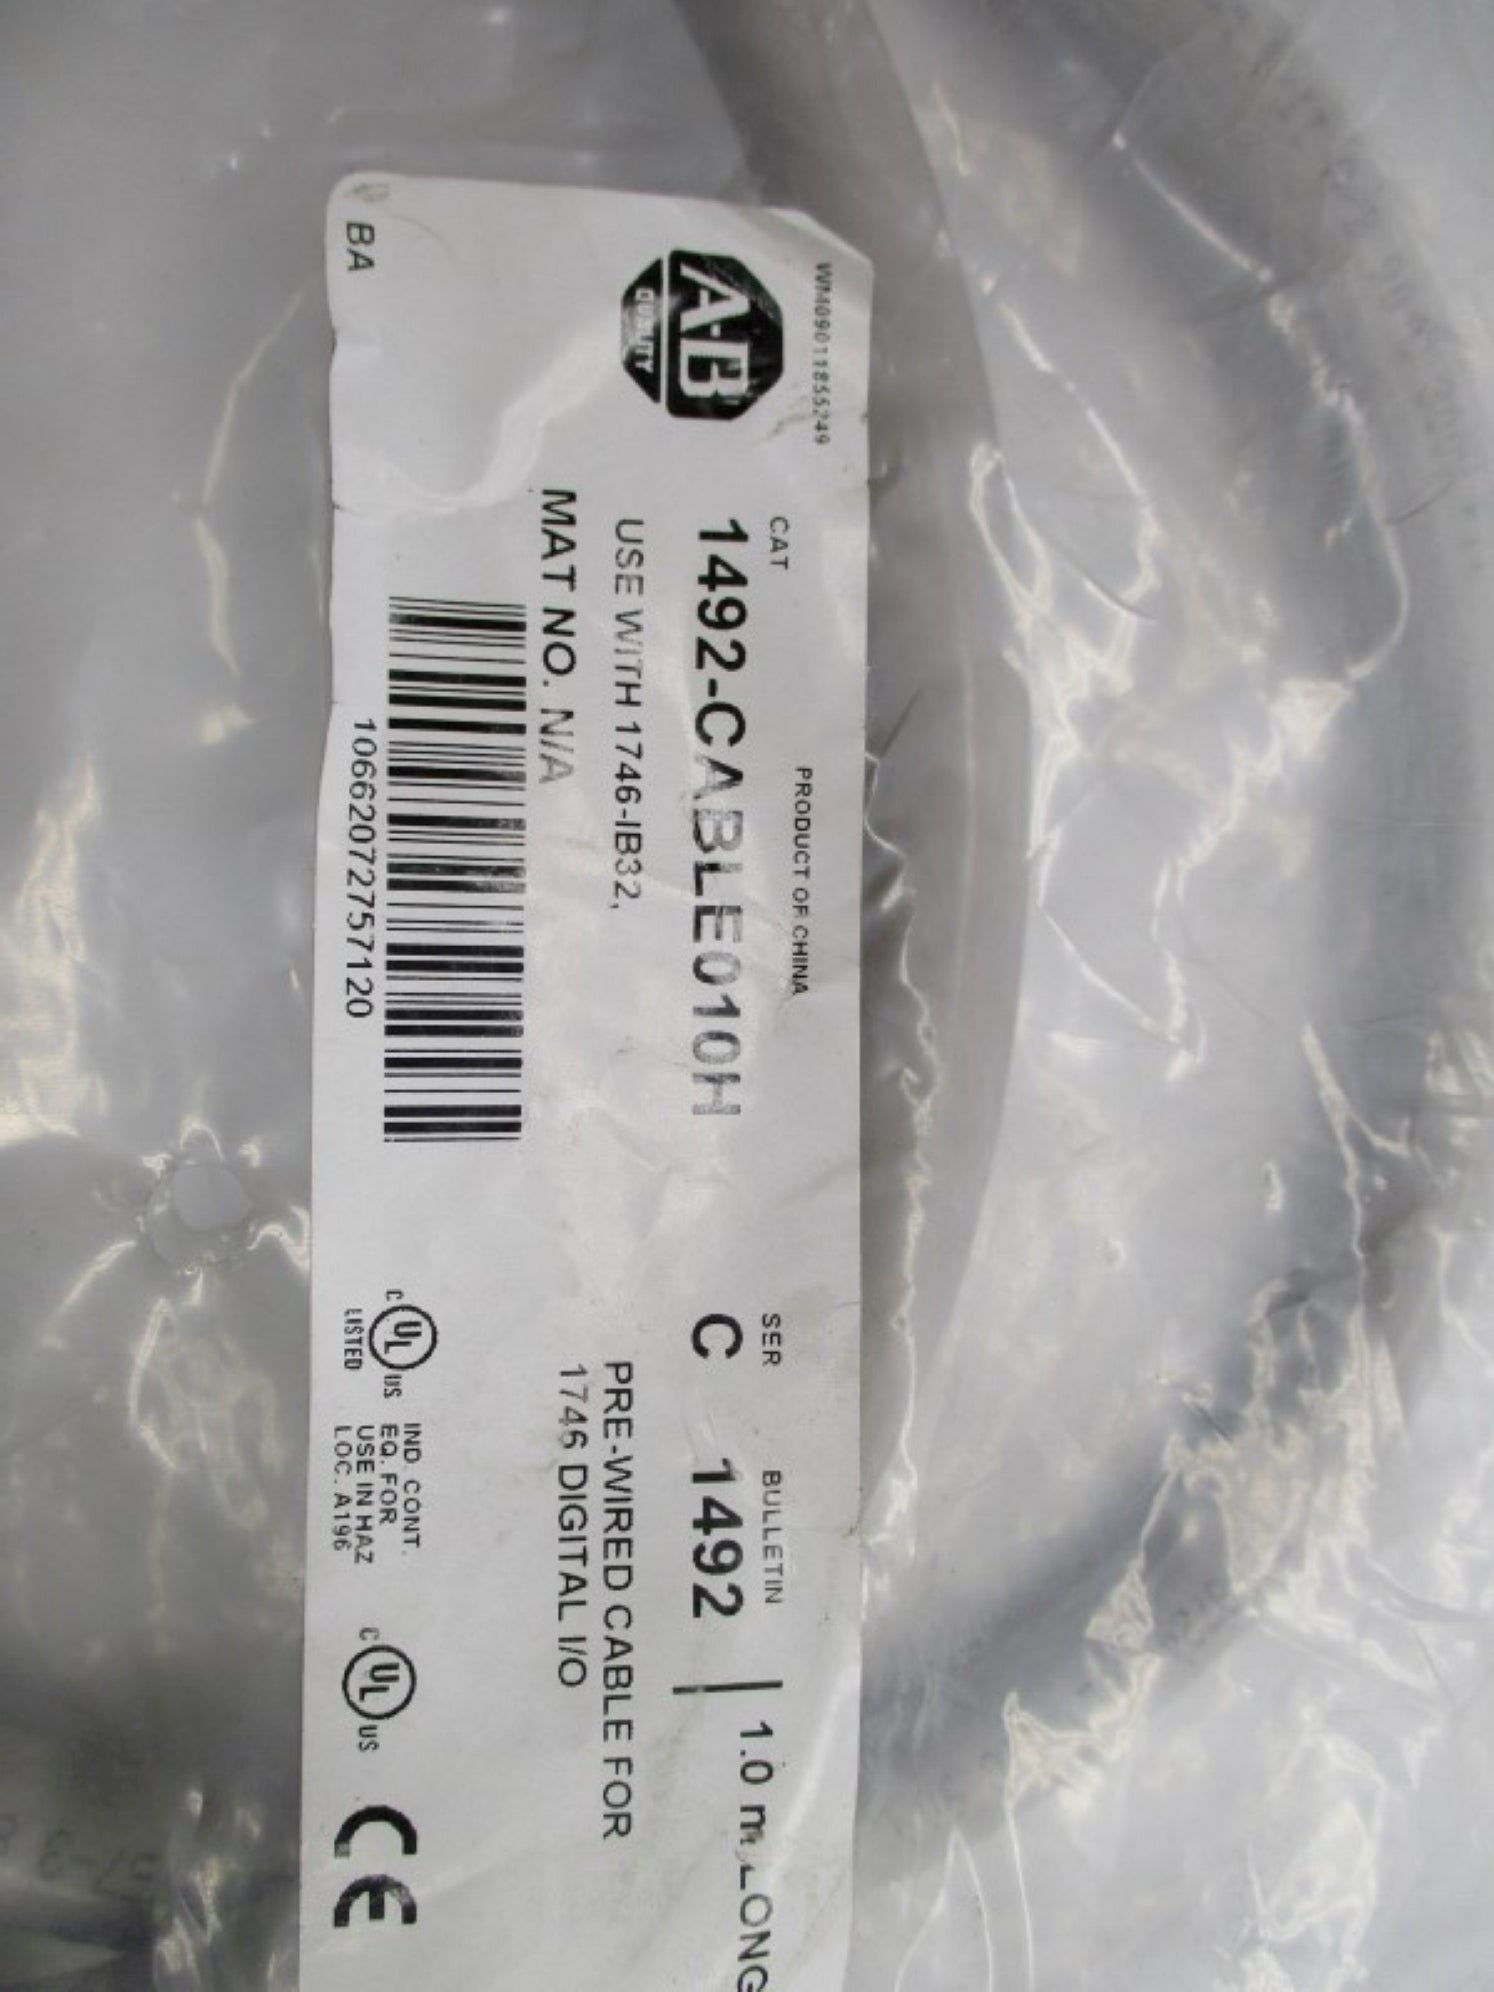 WM0901185S249
A-B
QUALITY
PRODUCT OF CHINA
CAT
1492-CABLE010H
SER
C
BULLETIN
1492
1.0 m LONG
USE WITH 1746-IB32,
PRE-WIRED CABLE FOR
1746 DIGITAL I/O
MAT NO. N/A
10662072757120
C UL US
LISTED
IND. CONT.
EQ. FOR
USE IN HAZ
LOC. A196
C UL US
CE
BA